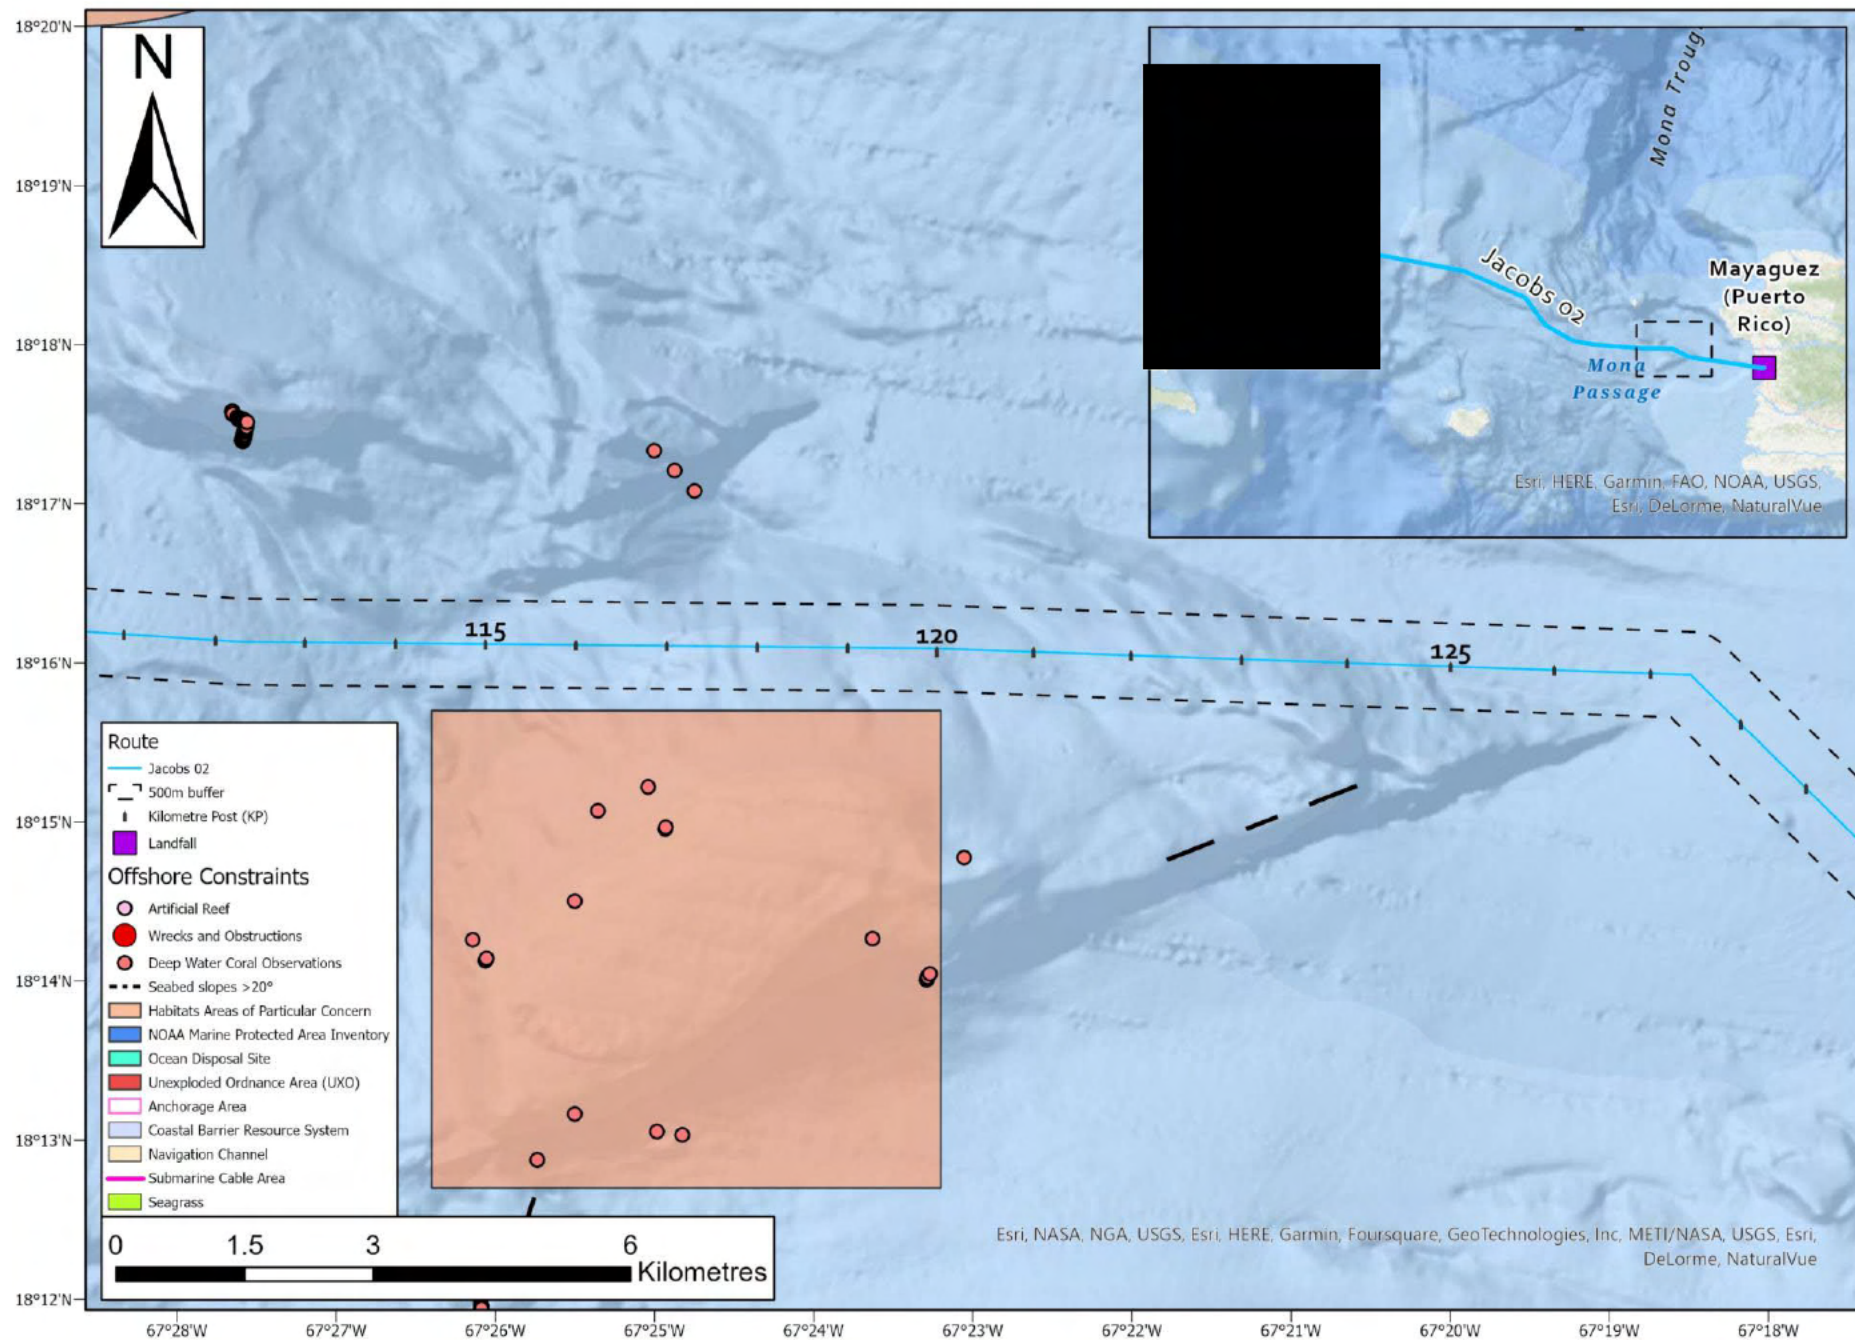 18°20'N
N
18°19'N
18°18'N
18°17'N
18°16'N
18°15'N
18°14'N
18°13'N
18°12'N
Mona Troug
Jacobs 02
Mayaguez
(Puerto
Rico)
Mona
Passage
Esri, HERE, Garmin, FAO, NOAA, USGS,
Esri, DeLorme, NaturalVue
115
120
125
Route
Jacobs 02
500m buffer
Kilometre Post (KP)
Landfall
Offshore Constraints
Artificial Reef
Wrecks and Obstructions
Deep Water Coral Observations
Seabed slopes >20°
Habitats Areas of Particular Concern
NOAA Marine Protected Area Inventory
Ocean Disposal Site
Unexploded Ordnance Area (UXO)
Anchorage Area
Coastal Barrier Resource System
Navigation Channel
Submarine Cable Area
Seagrass
0 1.5 3 6
Kilometres
Esri, NASA, NGA, USGS, Esri, HERE, Garmin, Foursquare, GeoTechnologies, Inc, METI/NASA, USGS, Esri,
DeLorme, NaturalVue
67°28'W 67°27'W 67°26'W 67°25'W 67°24'W 67°23'W 67°22'W 67°21'W 67°20'W 67°19'W 67°18'W